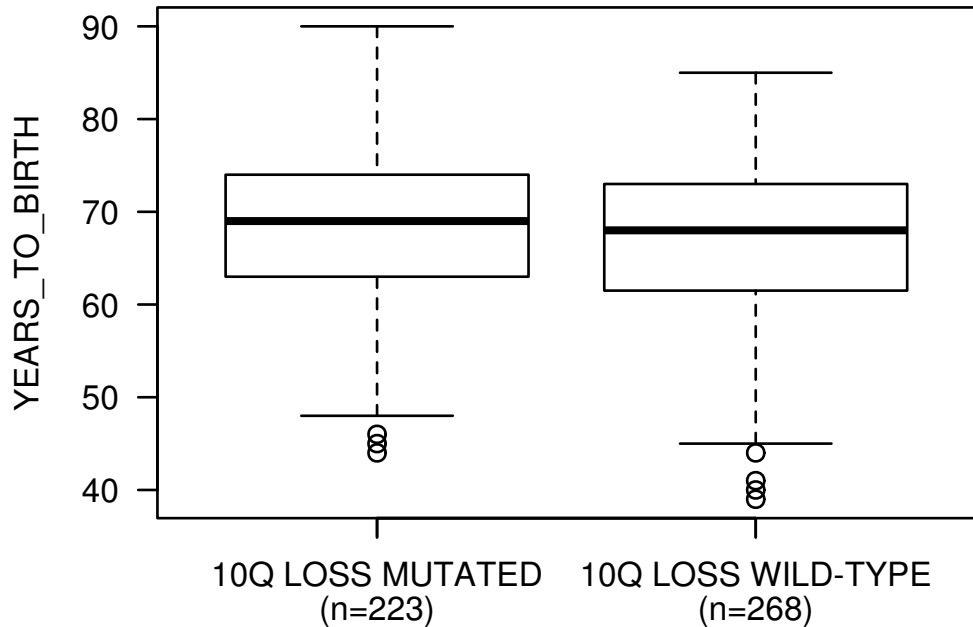 YEARS_TO_BIRTH
90
80
70
60
50
40
10Q LOSS MUTATED
(n=223)
10Q LOSS WILD-TYPE
(n=268)